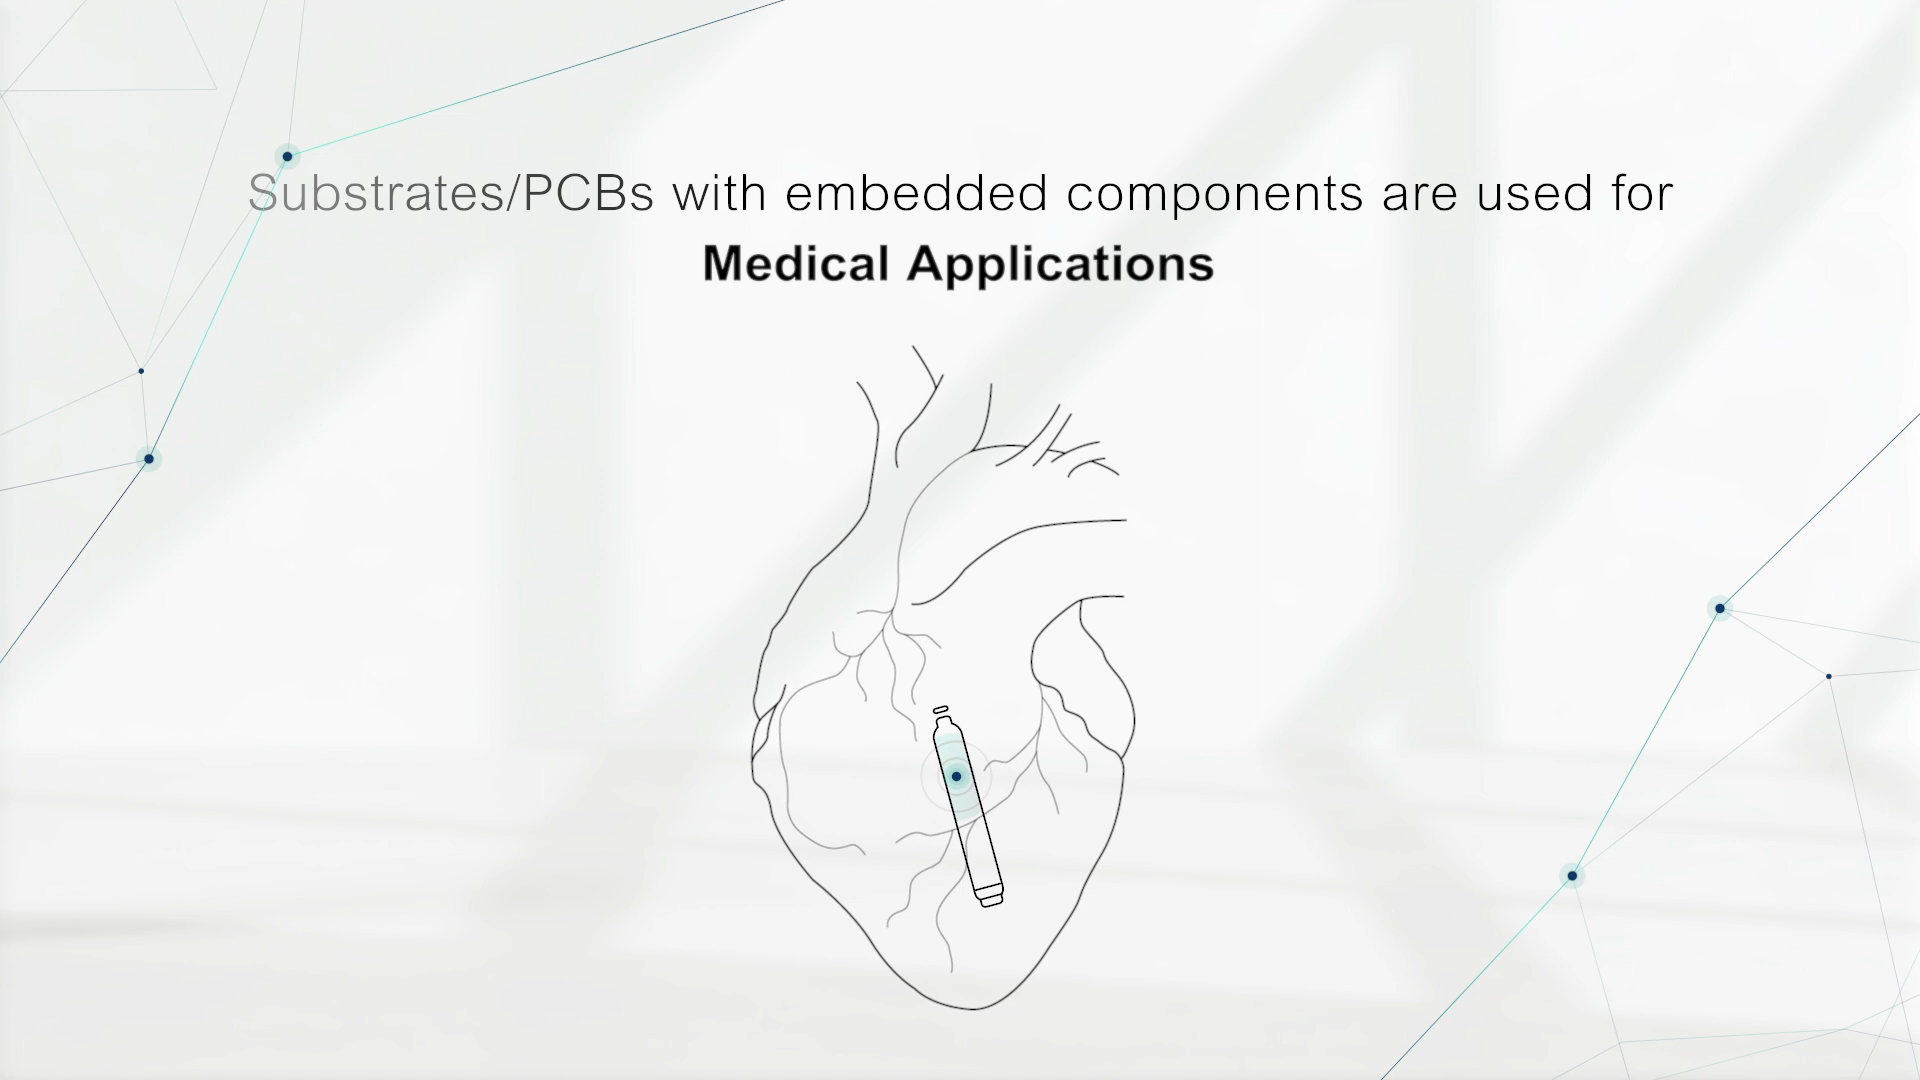 Substrates/PCBs with embedded components are used for
Medical Applications